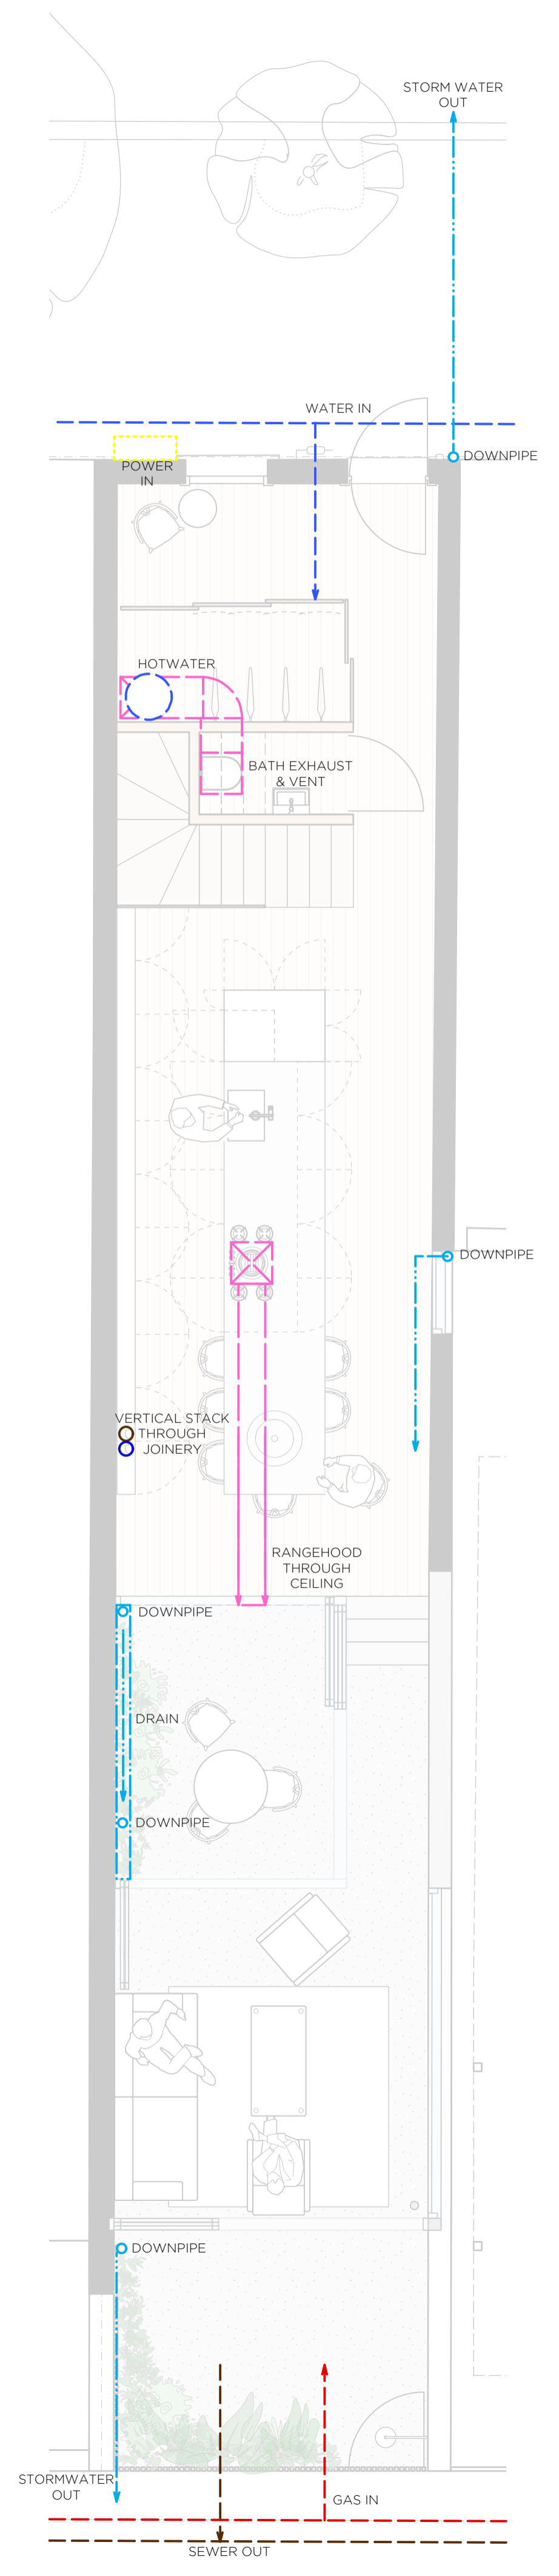 STORM WATER
OUT
WATER IN
DOWNPIPE
POWER
IN
HOTWATER
BATH EXHAUST
& VENT
DOWNPIPE
VERTICAL STACK
THROUGH
JOINERY
RANGEHOOD
THROUGH
CEILING
DOWNPIPE
DRAIN
DOWNPIPE
DOWNPIPE
STORMWATER
OUT
GAS IN
SEWER OUT